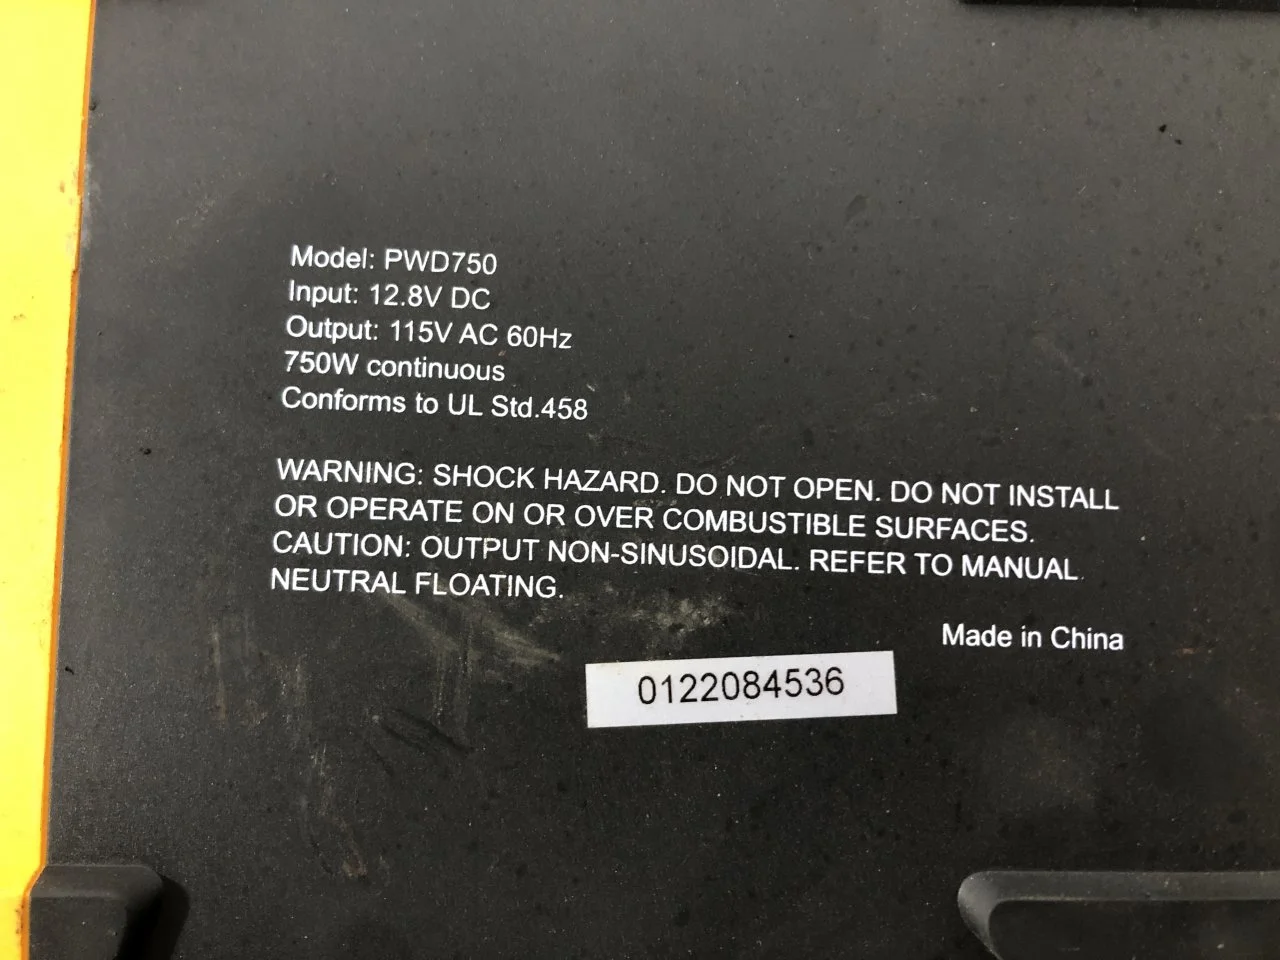 Model: PWD750
Input: 12.8V DC
Output: 115V AC 60Hz
750W continuous
Conforms to UL Std.458
WARNING: SHOCK HAZARD. DO NOT OPEN. DO NOT INSTALL
OR OPERATE ON OR OVER COMBUSTIBLE SURFACES.
CAUTION: OUTPUT NON-SINUSOIDAL. REFER TO MANUAL.
NEUTRAL FLOATING.
Made in China
0122084536